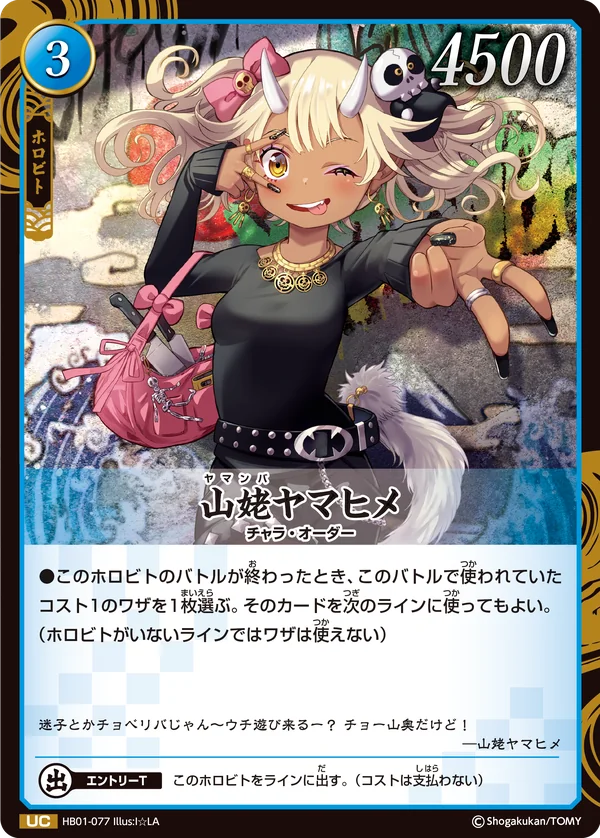 3
4500
ホロビト
ヤマンバ
山姥ヤマヒメ
チャラ・オーダー
●このホロビトのバトルが終わったとき、このバトルで使われていた
コスト1のワザを1枚選ぶ。そのカードを次のラインに使ってもよい。
(ホロビトがいないラインではワザは使えない)
迷子とかチョベリバじゃん〜ウチ遊び来るー? チョー山奥だけど!
—山姥ヤマヒメ
出 エントリーT このホロビトをラインに出す。(コストは支払わない)
UC HB01-077 Illus:I☆LA ©Shogakukan/TOMY